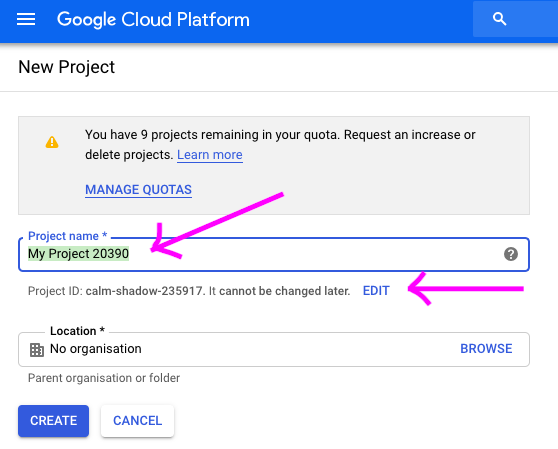 Google Cloud Platform
New Project
You have 9 projects remaining in your quota. Request an increase or
delete projects. Learn more
MANAGE QUOTAS
Project name *
My Project 20390
Project ID: calm-shadow-235917. It cannot be changed later. EDIT
Location *
No organisation BROWSE
Parent organisation or folder
CREATE CANCEL